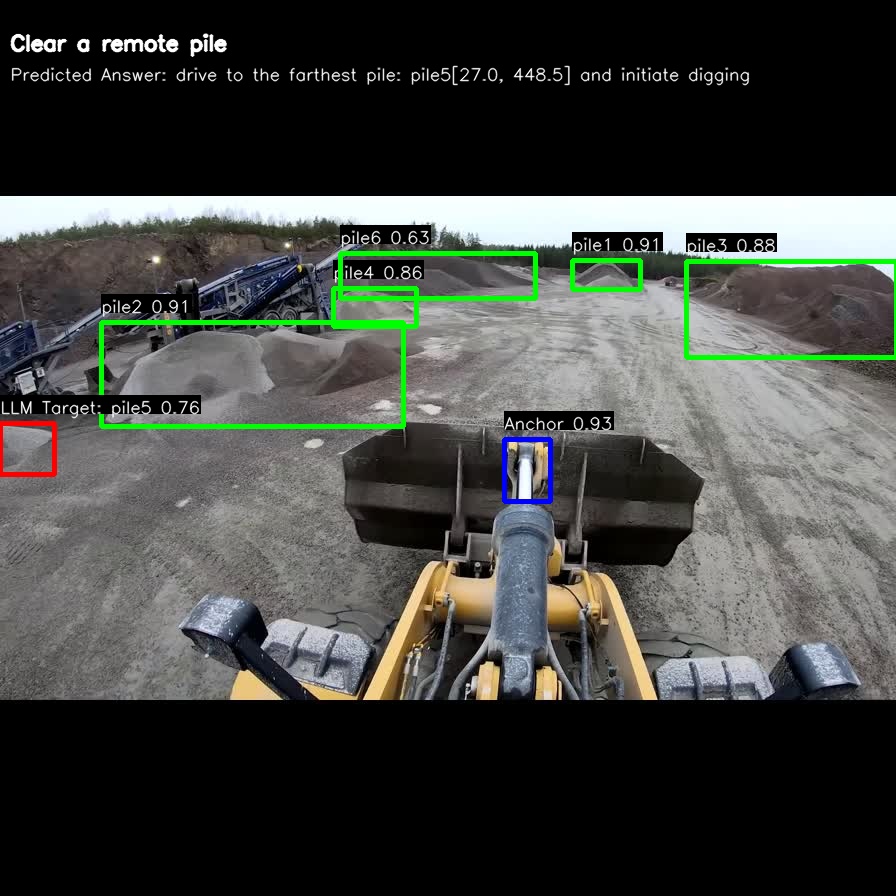 Clear a remote pile
Predicted Answer: drive to the farthest pile: pile5[27.0, 448.5] and initiate digging
pile6 0.63
pile1 0.91
pile3 0.88
pile4 0.86
pile2 0.91
LLM Target: pile5 0.76
Anchor 0.93